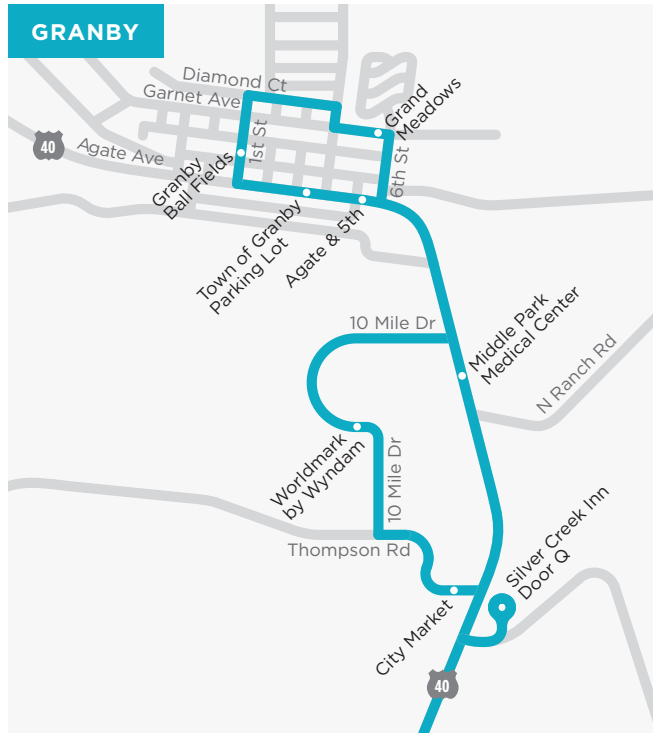 GRANBY
Diamond Ct
Garnet Ave
Grand
Meadows
40
Agate Ave
1st St
6th St
Granby
Ball Fields
Town of Granby
Parking Lot
Agate & 5th
10 Mile Dr
Middle Park
Medical Center
N Ranch Rd
Worldmark
by Wyndam
10 Mile Dr
Thompson Rd
Silver Creek Inn
Door Q
City Market
40